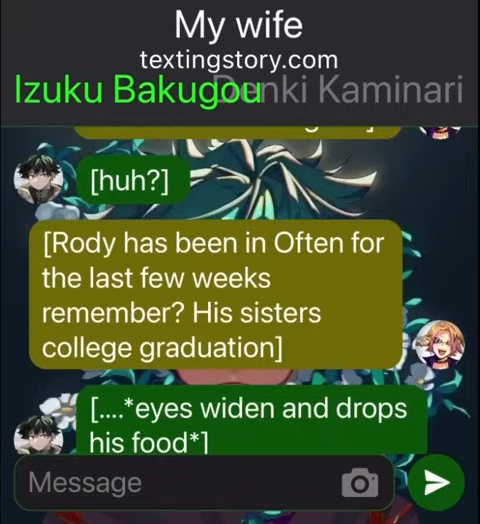 My wife
textingstory.com
Izuku Bakugou
Denki Kaminari
[huh?]
[Rody has been in Often for
the last few weeks
remember? His sisters
college graduation]
[....*eyes widen and drops
his food*]
Message